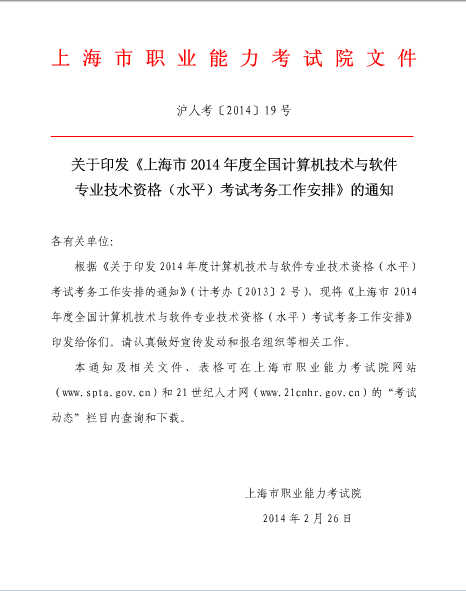 上海市职业能力考试院文件
沪人考〔2014〕19号
关于印发《上海市2014年度全国计算机技术与软件
专业技术资格（水平）考试考务工作安排》的通知
各有关单位：
根据《关于印发2014年度计算机技术与软件专业技术资格（水平）
考试考务工作安排的通知》（计考办〔2013〕2号），现将《上海市2014
年度全国计算机技术与软件专业技术资格（水平）考试考务工作安排》
印发给你们。请认真做好宣传发动和报名组织等相关工作。
本通知及相关文件、表格可在上海市职业能力考试院网站
（www.spta.gov.cn）和21世纪人才网（www.21cnhr.gov.cn）的“考试
动态”栏目内查询和下载。
上海市职业能力考试院
2014年2月26日